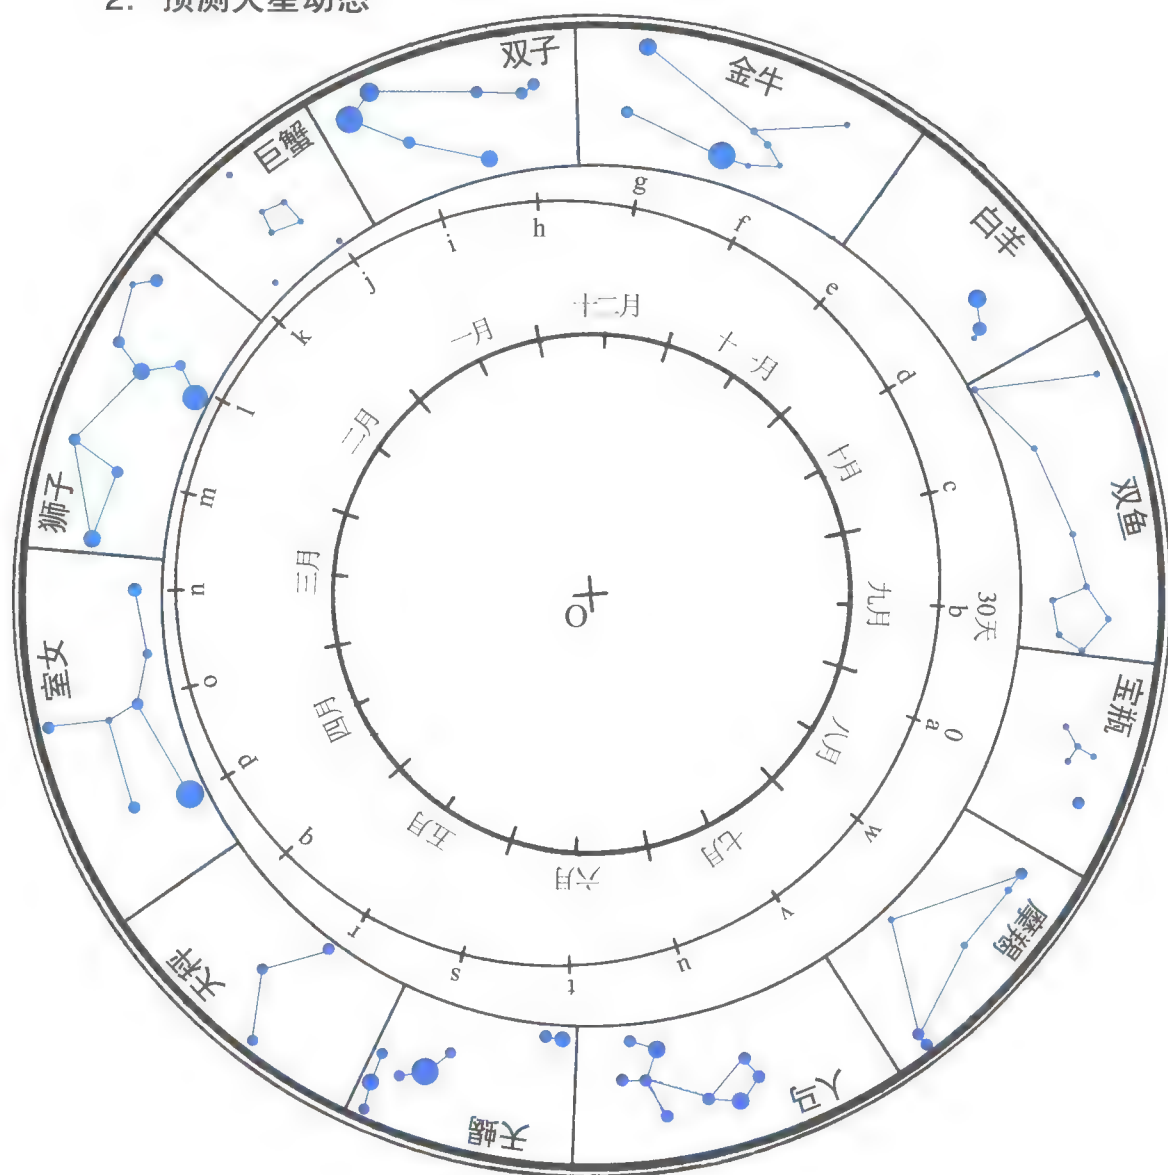 2. 预测火星动态
双子
金牛
白羊
双鱼
宝瓶
摩羯
人马
天蝎
天秤
室女
狮子
巨蟹
a
b
c
d
e
f
g
h
i
j
k
l
m
n
o
p
q
r
s
t
u
v
w
0
30天
一月
二月
三月
四月
五月
六月
七月
八月
九月
十月
十一月
十二月
O